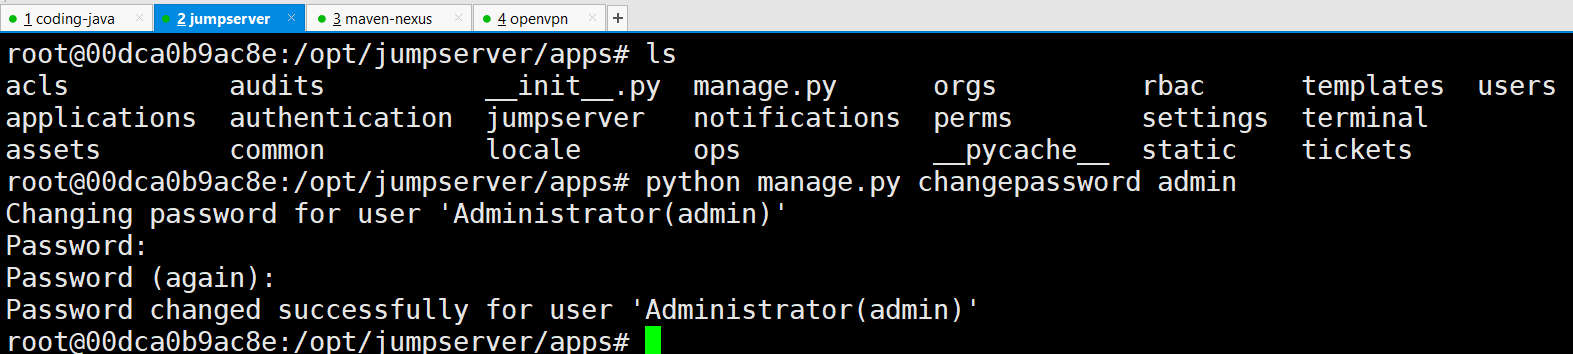 1 coding-java × 2 jumpserver × 3 maven-nexus × 4 openvpn × +
root@00dca0b9ac8e:/opt/jumpserver/apps# ls
acls audits __init__.py manage.py orgs rbac templates users
applications authentication jumpserver notifications perms settings terminal
assets common locale ops __pycache__ static tickets
root@00dca0b9ac8e:/opt/jumpserver/apps# python manage.py changepassword admin
Changing password for user 'Administrator(admin)'
Password:
Password (again):
Password changed successfully for user 'Administrator(admin)'
root@00dca0b9ac8e:/opt/jumpserver/apps#